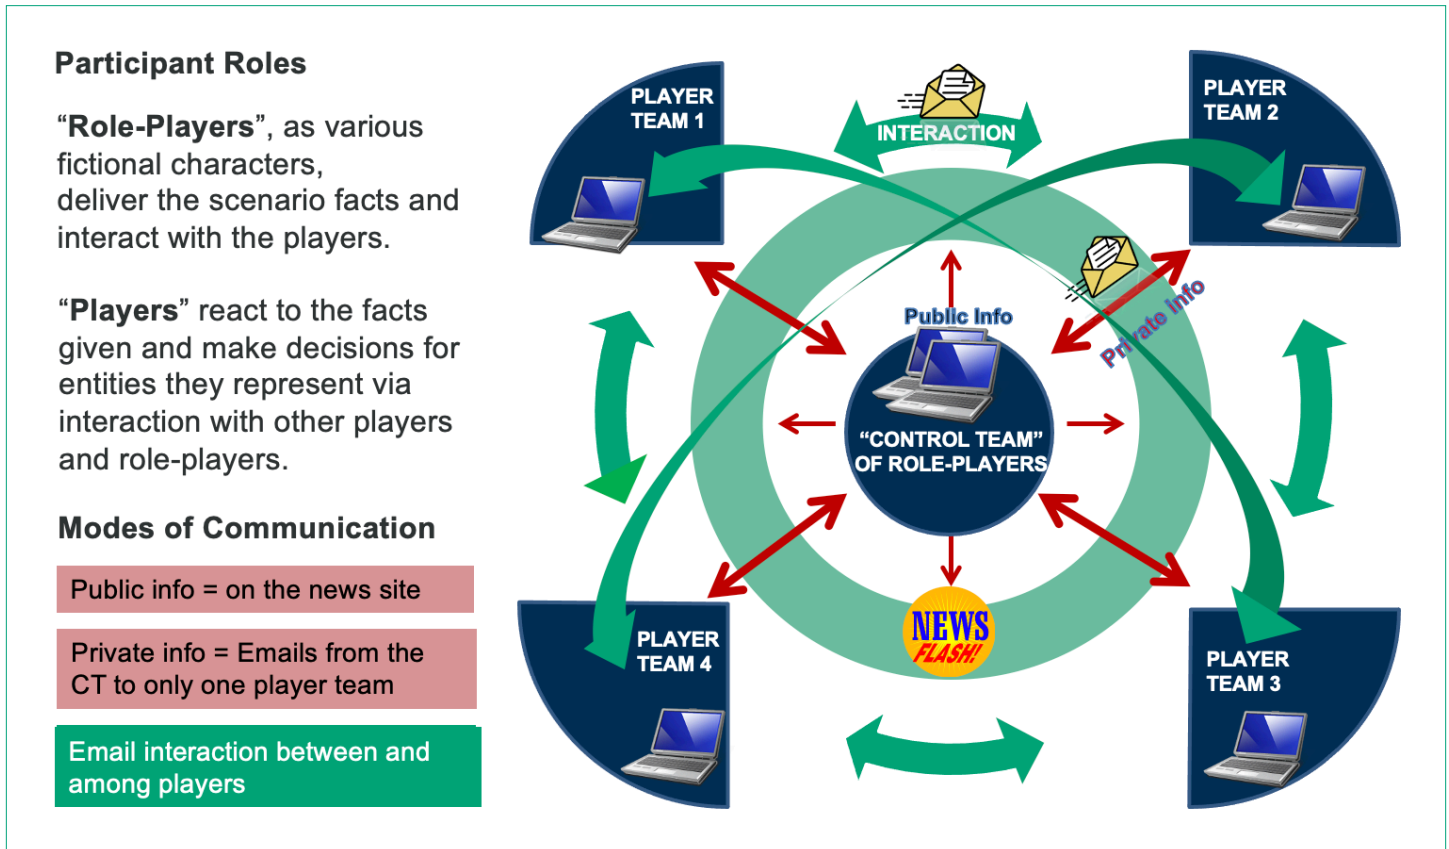 Participant Roles
“Role-Players”, as various
fictional characters,
deliver the scenario facts and
interact with the players.
“Players” react to the facts
given and make decisions for
entities they represent via
interaction with other players
and role-players.
Modes of Communication
Public info = on the news site
Private info = Emails from the
CT to only one player team
Email interaction between and
among players
PLAYER
TEAM 1
INTERACTION
PLAYER
TEAM 2
Public Info
Private info
“CONTROL TEAM”
OF ROLE-PLAYERS
NEWS
FLASH!
PLAYER
TEAM 4
PLAYER
TEAM 3